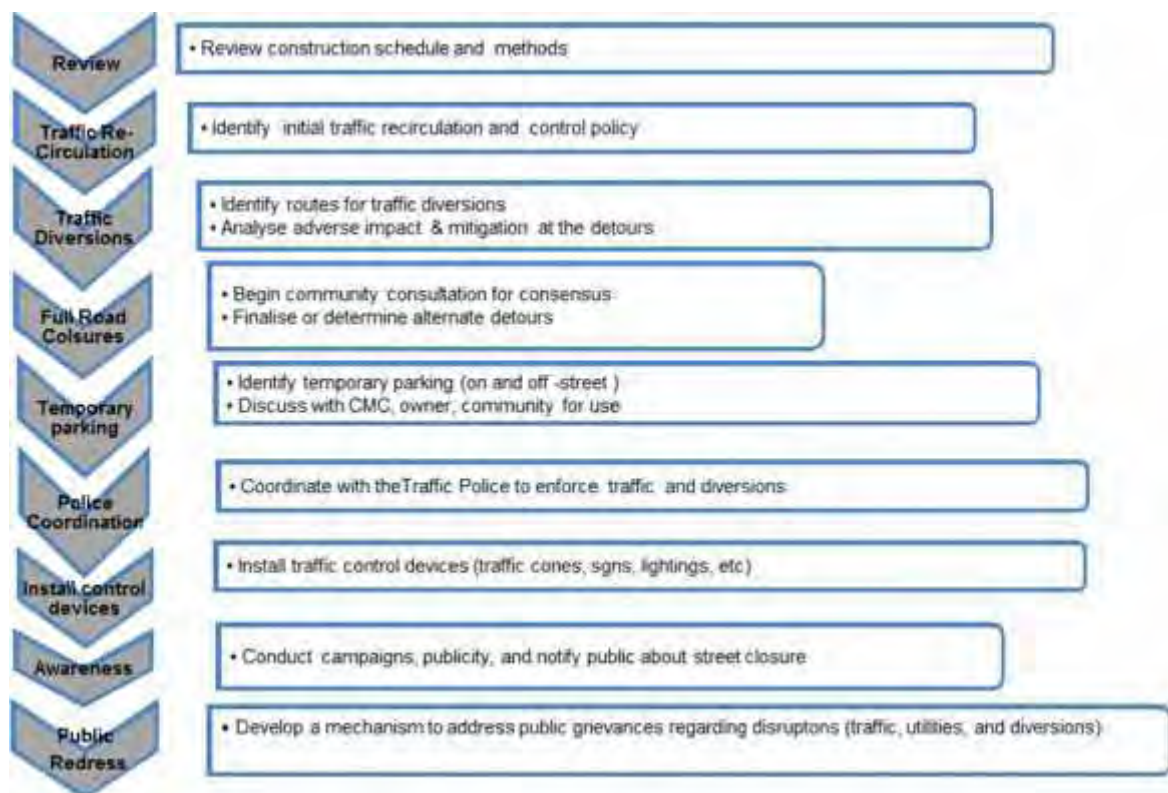 Review
• Review construction schedule and methods
Traffic Re-
Circulation
• Identify initial traffic recirculation and control policy
Traffic
Diversions
• Identify routes for traffic diversions
• Analyse adverse impact & mitigation at the detours
Full Road
Colsures
• Begin community consultation for consensus
• Finalise or determine alternate detours
Temporary
parking
• Identify temporary parking (on and off -street )
• Discuss with CMC, owner, community for use
Police
Coordination
• Coordinate with theTraffic Police to enforce traffic and diversions
Install control
devices
• Install traffic control devices (traffic cones, sgns, lightings, etc)
Awareness
• Conduct campaigns, publicity, and notify public about street closure
Public
Redress
• Develop a mechanism to address public grievances regarding disruptons (traffic, utilities, and diversions)